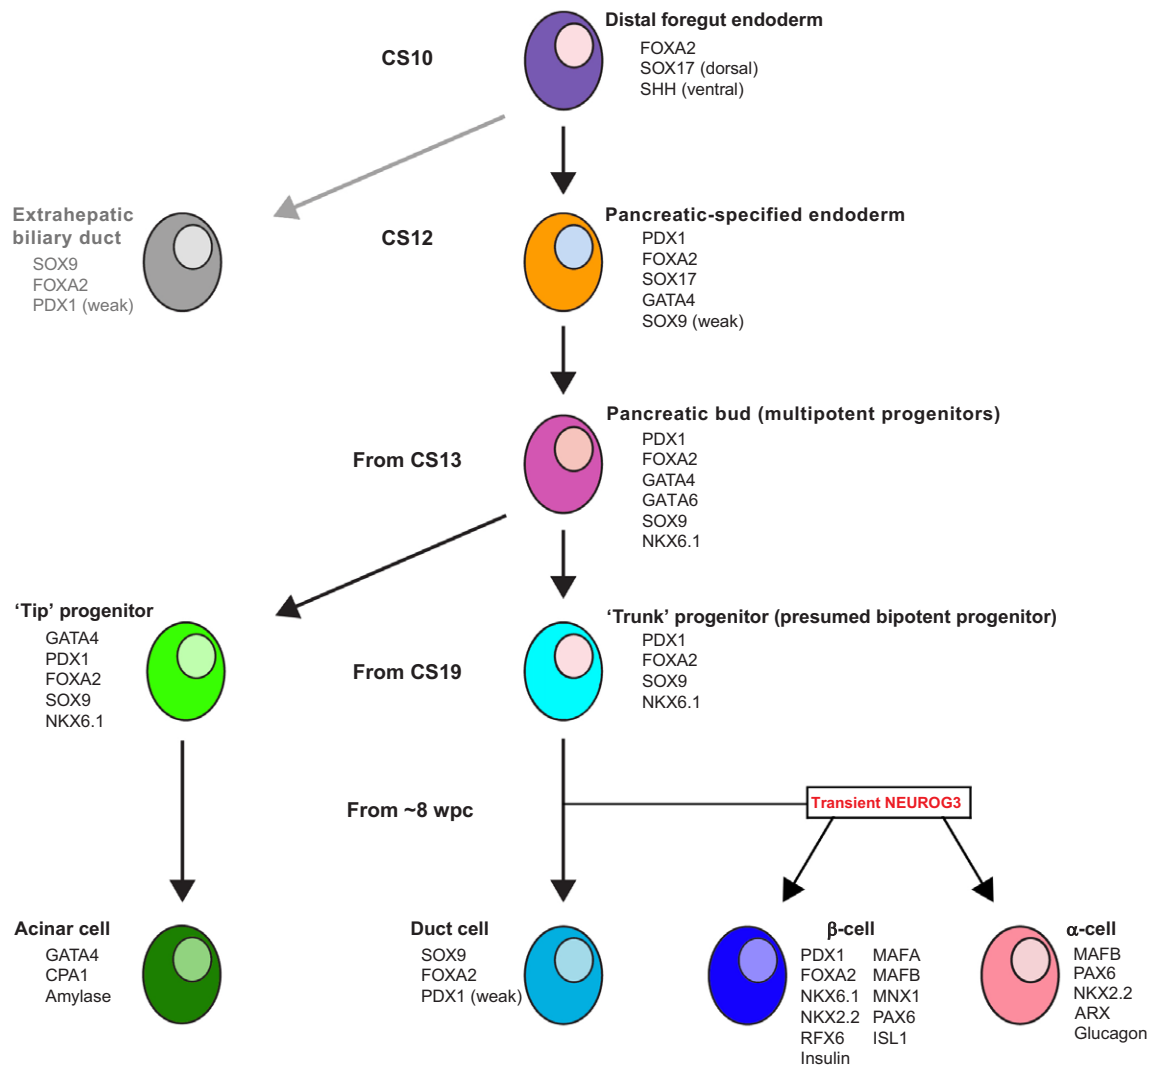 Distal foregut endoderm
CS10
FOXA2
SOX17 (dorsal)
SHH (ventral)
Extrahepatic
biliary duct
SOX9
FOXA2
PDX1 (weak)
CS12
Pancreatic-specified endoderm
PDX1
FOXA2
SOX17
GATA4
SOX9 (weak)
From CS13
Pancreatic bud (multipotent progenitors)
PDX1
FOXA2
GATA4
GATA6
SOX9
NKX6.1
‘Tip’ progenitor
GATA4
PDX1
FOXA2
SOX9
NKX6.1
From CS19
‘Trunk’ progenitor (presumed bipotent progenitor)
PDX1
FOXA2
SOX9
NKX6.1
From ~8 wpc
Transient NEUROG3
Acinar cell
GATA4
CPA1
Amylase
Duct cell
SOX9
FOXA2
PDX1 (weak)
β-cell
PDX1 MAFA
FOXA2 MAFB
NKX6.1 MNX1
NKX2.2 PAX6
RFX6 ISL1
Insulin
α-cell
MAFB
PAX6
NKX2.2
ARX
Glucagon